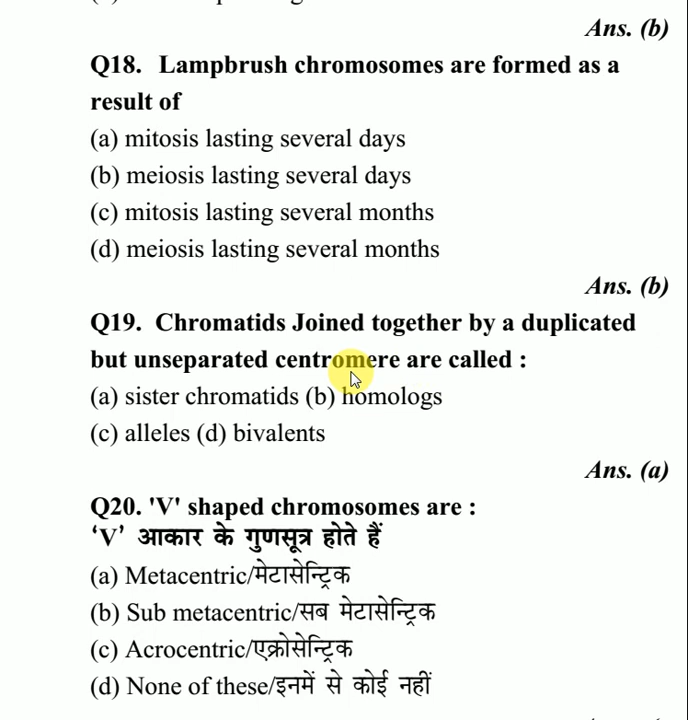 Ans. (b)
Q18. Lampbrush chromosomes are formed as a
result of
(a) mitosis lasting several days
(b) meiosis lasting several days
(c) mitosis lasting several months
(d) meiosis lasting several months
Ans. (b)
Q19. Chromatids Joined together by a duplicated
but unseparated centromere are called :
(a) sister chromatids (b) homologs
(c) alleles (d) bivalents
Ans. (a)
Q20. 'V' shaped chromosomes are :
‘V’ आकार के गुणसूत्र होते हैं
(a) Metacentric/मेटासेन्ट्रिक
(b) Sub metacentric/सब मेटासेन्ट्रिक
(c) Acrocentric/एक्रोसेन्ट्रिक
(d) None of these/इनमें से कोई नहीं